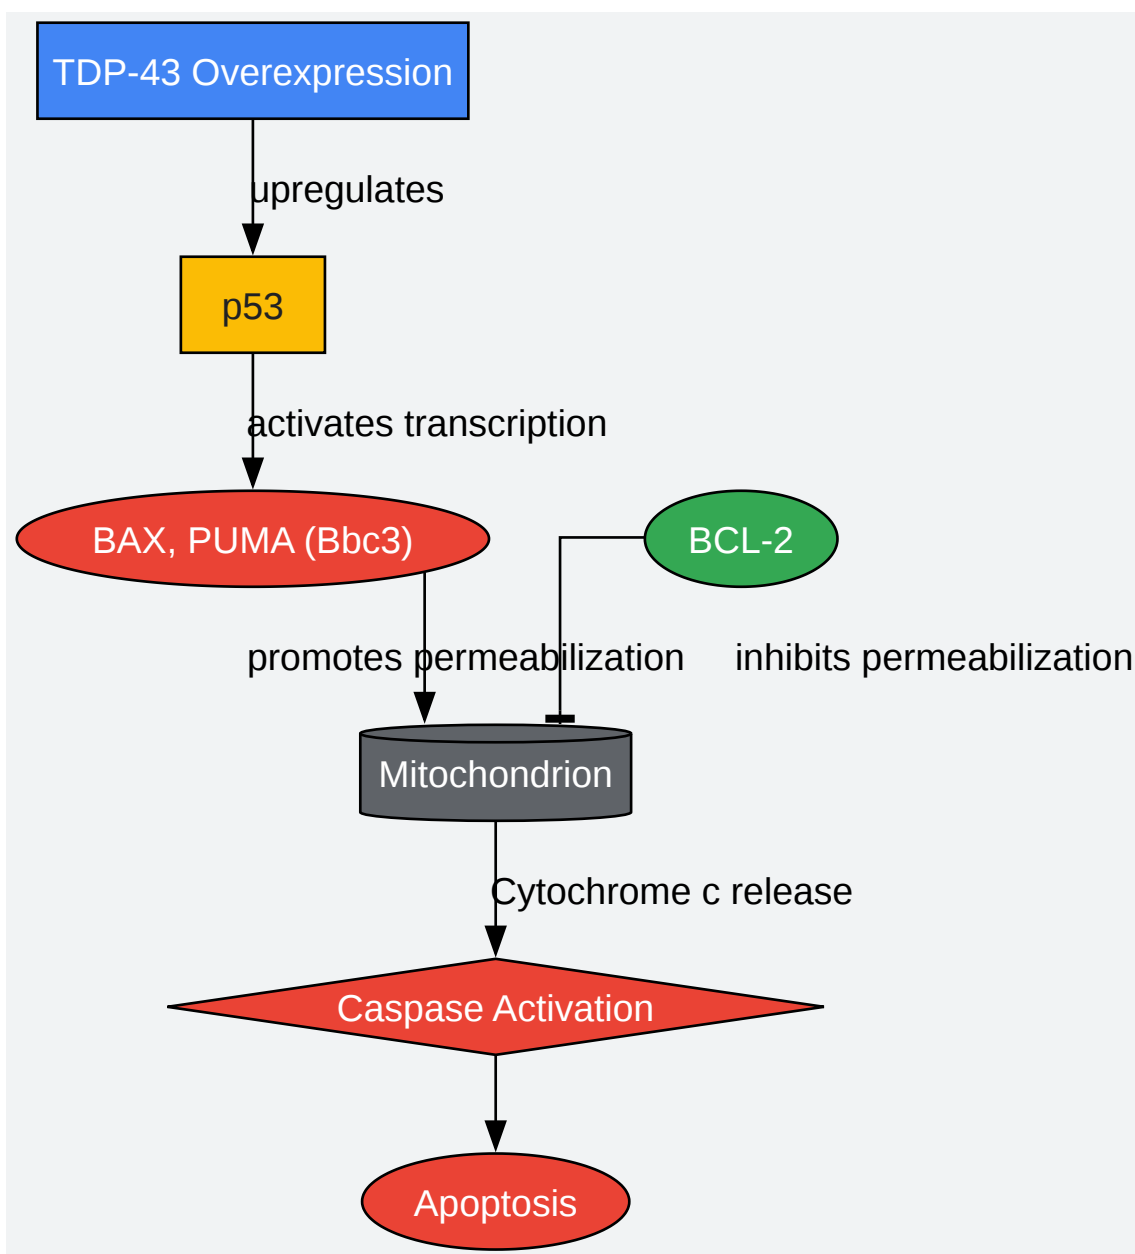 TDP-43 Overexpression
upregulates
p53
activates transcription
BAX, PUMA (Bbc3)
BCL-2
promotes permeabilization
inhibits permeabilization
Mitochondrion
Cytochrome c release
Caspase Activation
Apoptosis